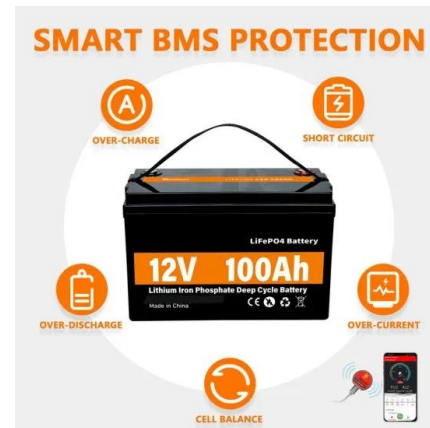 SMART BMS PROTECTION
OVER-CHARGE
SHORT CIRCUIT
LiFePO4 Battery
12V 100Ah
Lithium Iron Phosphate Deep Cycle Battery
Made in China
CE
OVER-DISCHARGE
OVER-CURRENT
CELL BALANCE